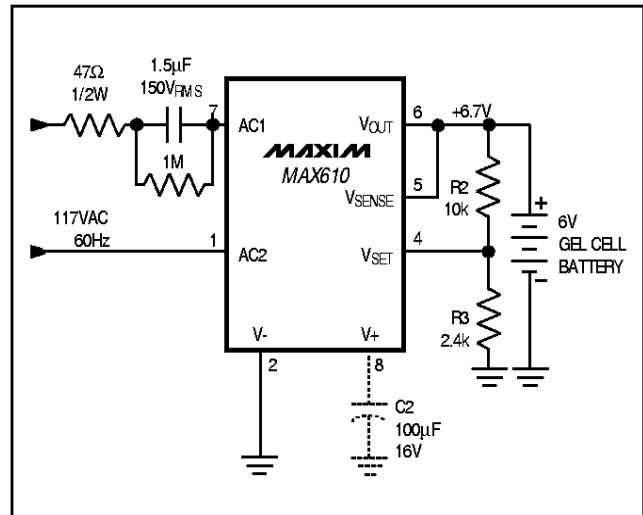 47Ω
1/2W
1.5µF
150VRMS
1M
117VAC
60Hz
7
AC1
1
AC2
MAXIM
MAX610
VOUT
6
+6.7V
VSENSE
5
VSET
4
V-
2
V+
8
R2
10k
R3
2.4k
+
6V
GEL CELL
BATTERY
−
C2
100µF
16V